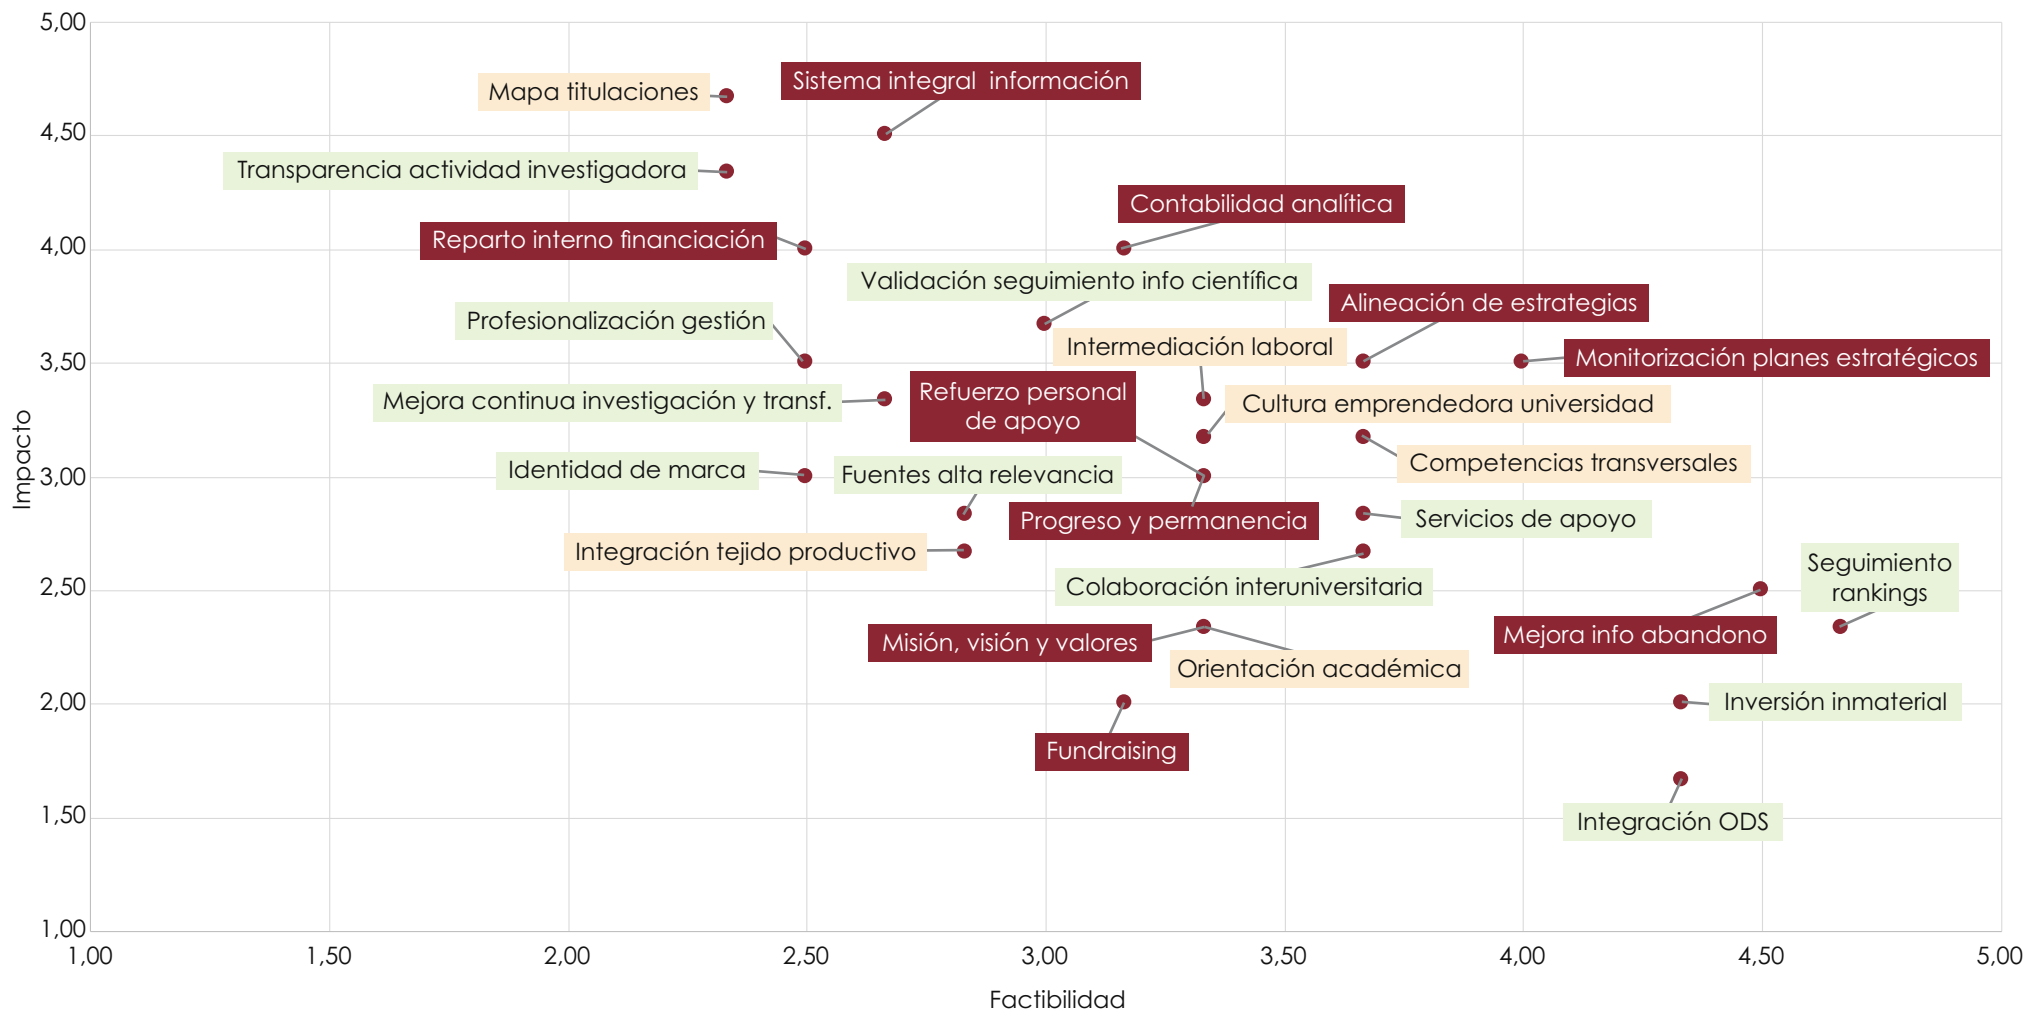 5,00
Sistema integral información
Mapa titulaciones
4,50
Transparencia actividad investigadora
Contabilidad analítica
Reparto interno financiación
4,00
Validación seguimiento info científica
Alineación de estrategias
Profesionalización gestión
Intermediación laboral
Monitorización planes estratégicos
3,50
Refuerzo personal
de apoyo
Mejora continua investigación y transf.
Cultura emprendedora universidad
Impacto
Competencias transversales
Identidad de marca
Fuentes alta relevancia
3,00
Progreso y permanencia
Servicios de apoyo
Integración tejido productivo
Seguimiento
rankings
Colaboración interuniversitaria
2,50
Misión, visión y valores
Mejora info abandono
Orientación académica
2,00
Inversión inmaterial
Fundraising
1,50
Integración ODS
1,00
1,00
1,50
2,00
2,50
3,00
3,50
4,00
4,50
5,00
Factibilidad